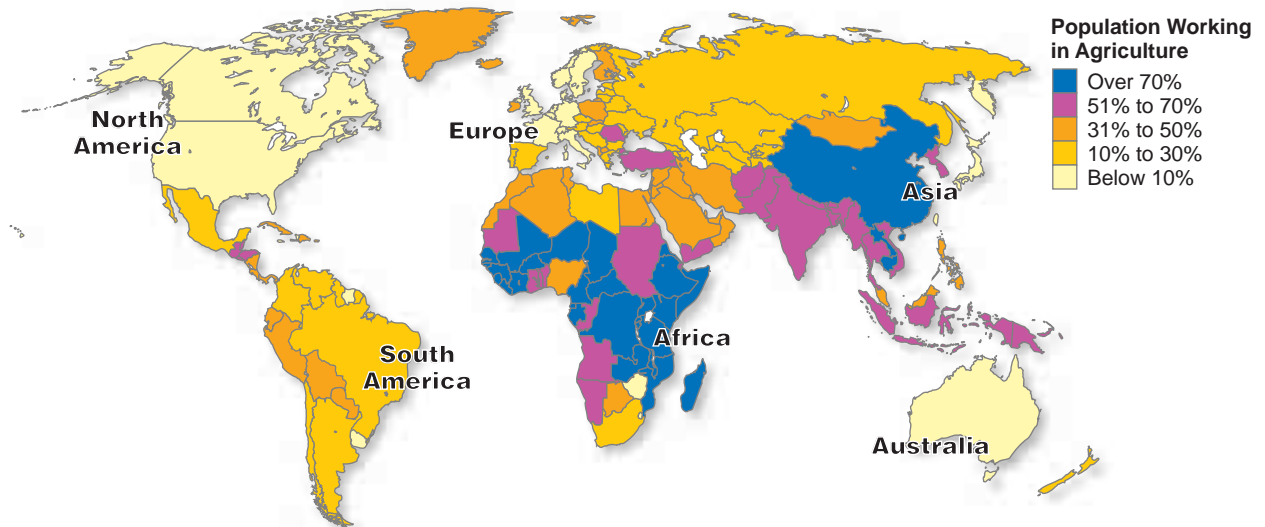 Population Working
in Agriculture
Over 70%
51% to 70%
31% to 50%
10% to 30%
Below 10%
North
America
Europe
Asia
Africa
South
America
Australia